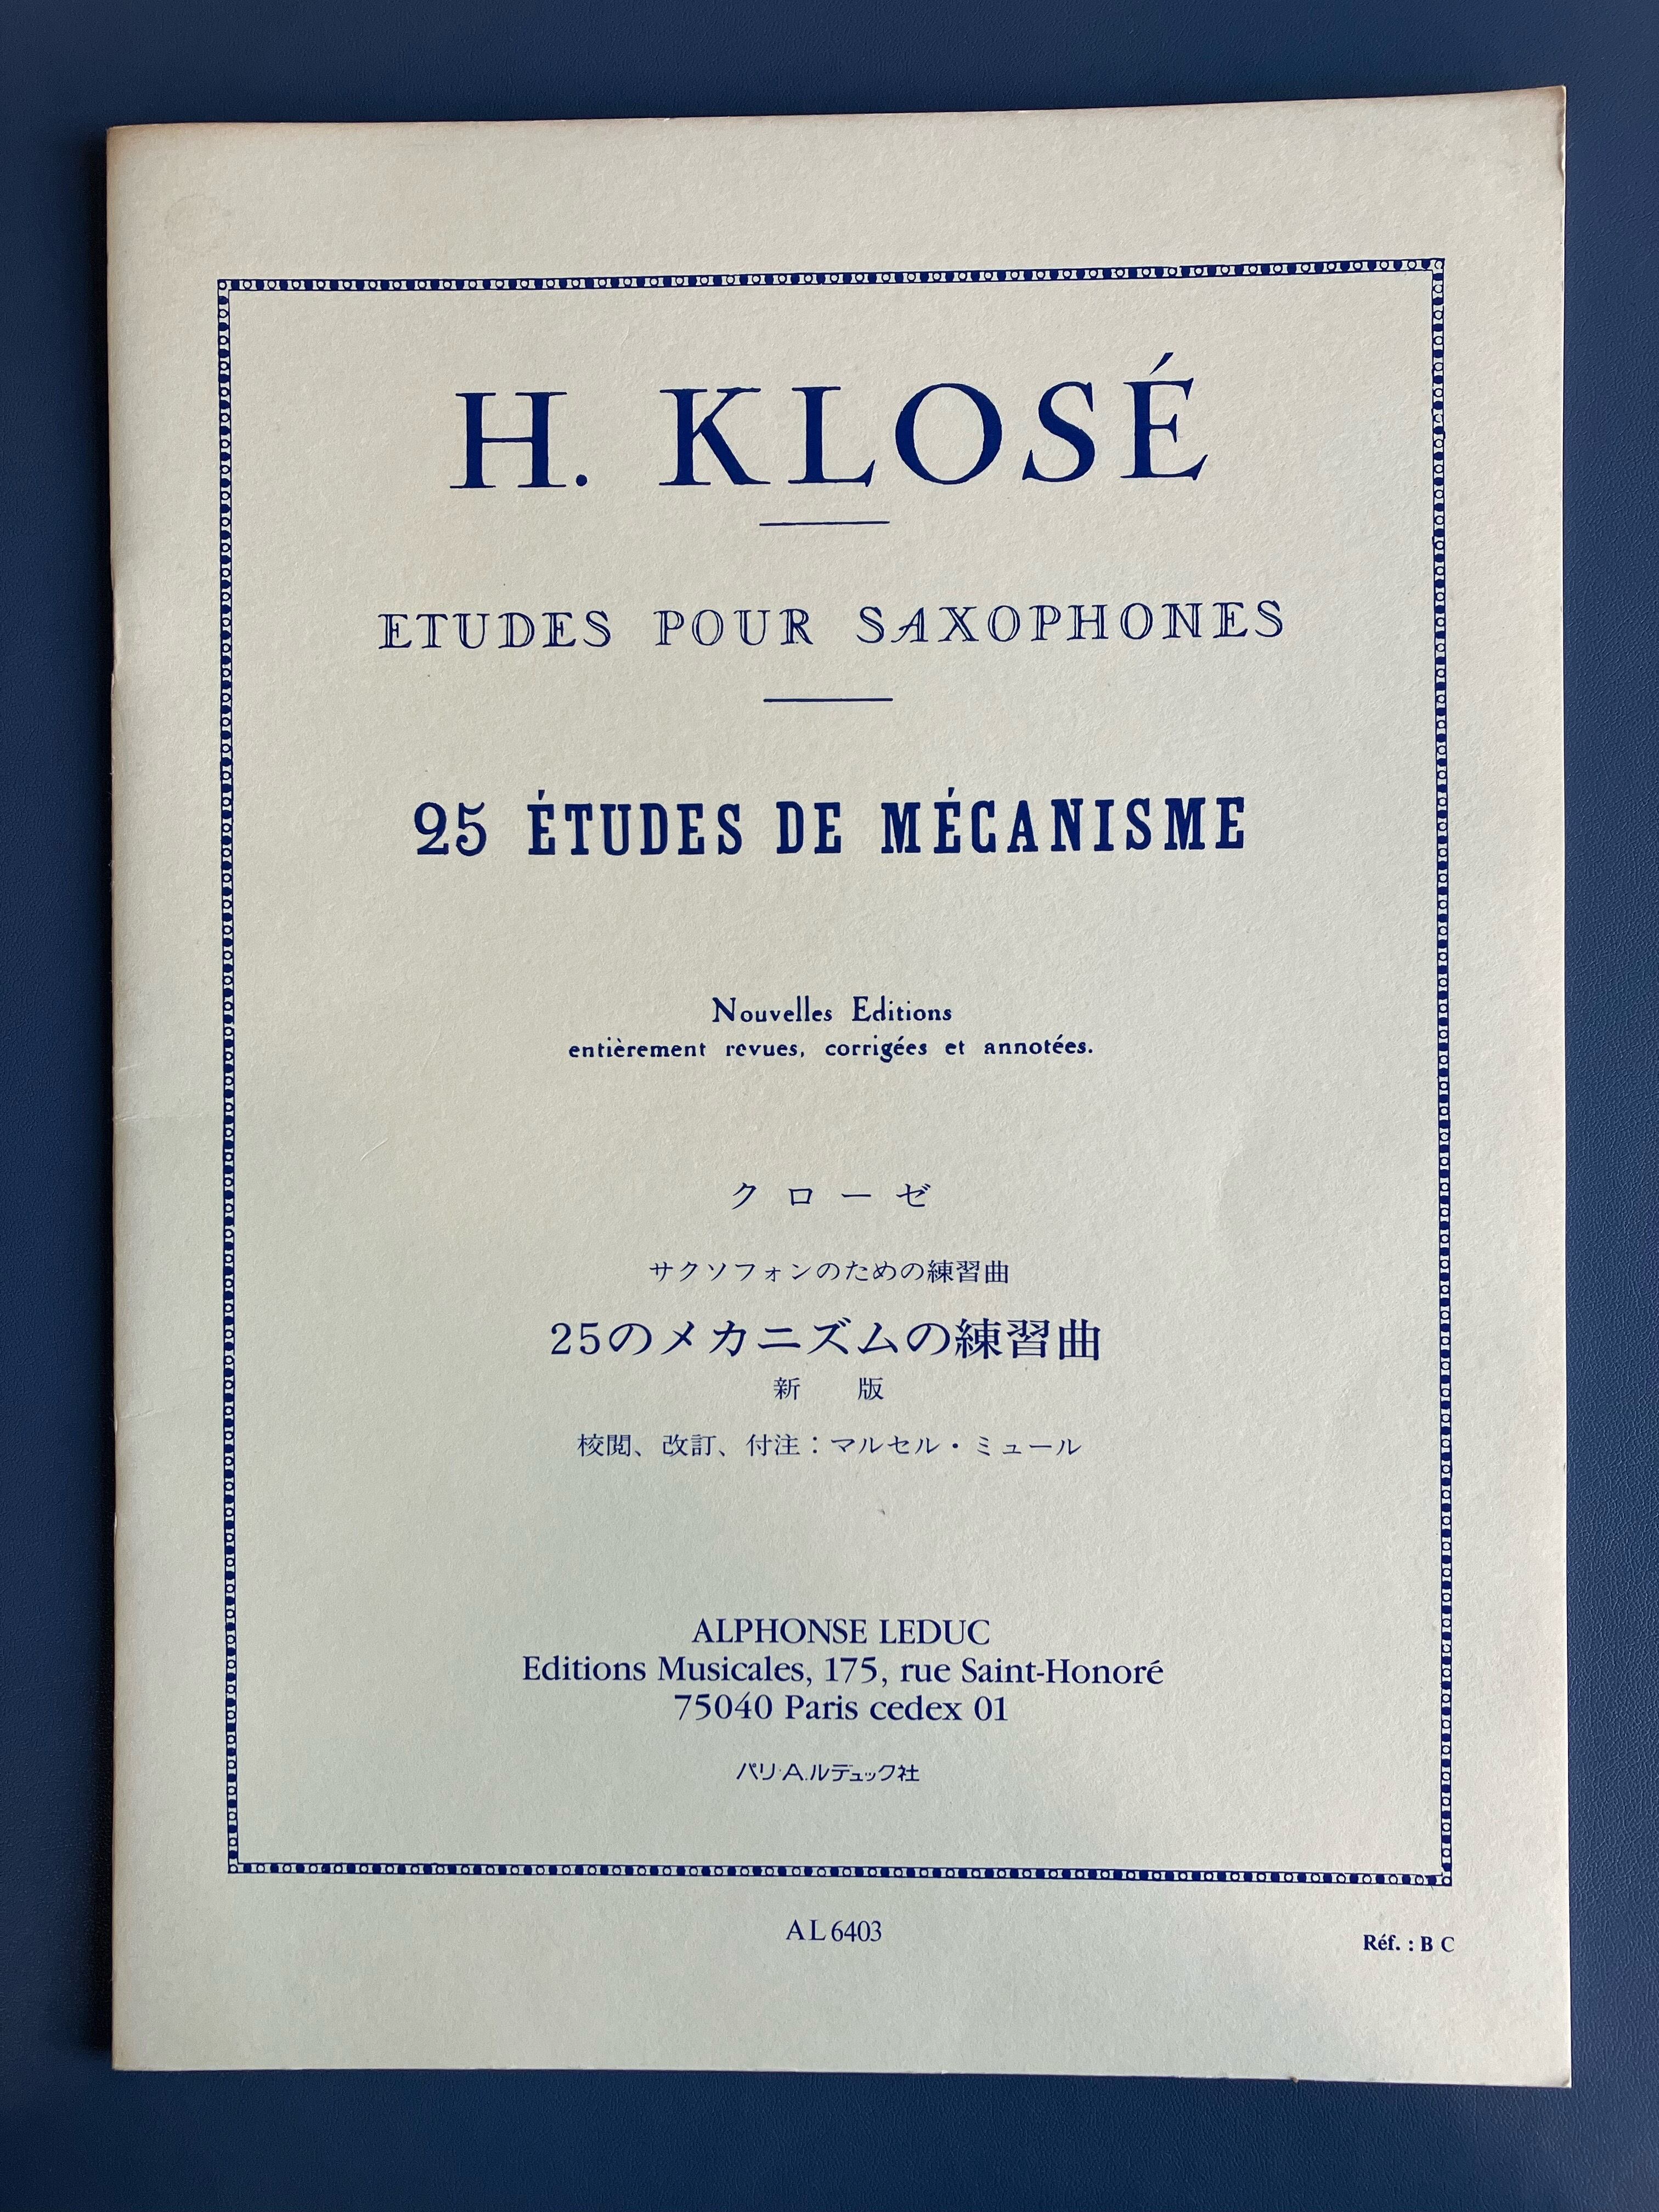 H. KLOSÉ
ETUDES POUR SAXOPHONES
25 ÉTUDES DE MÉCANISME
Nouvelles Editions
entièrement revues, corrigées et annotées.
クローゼ
サクソフォンのための練習曲
25のメカニズムの練習曲
新 版
校閲、改訂、付注：マルセル・ミュール
ALPHONSE LEDUC
Editions Musicales, 175, rue Saint-Honoré
75040 Paris cedex 01
パリ・A.ルデュック社
AL 6403
Réf. : B C